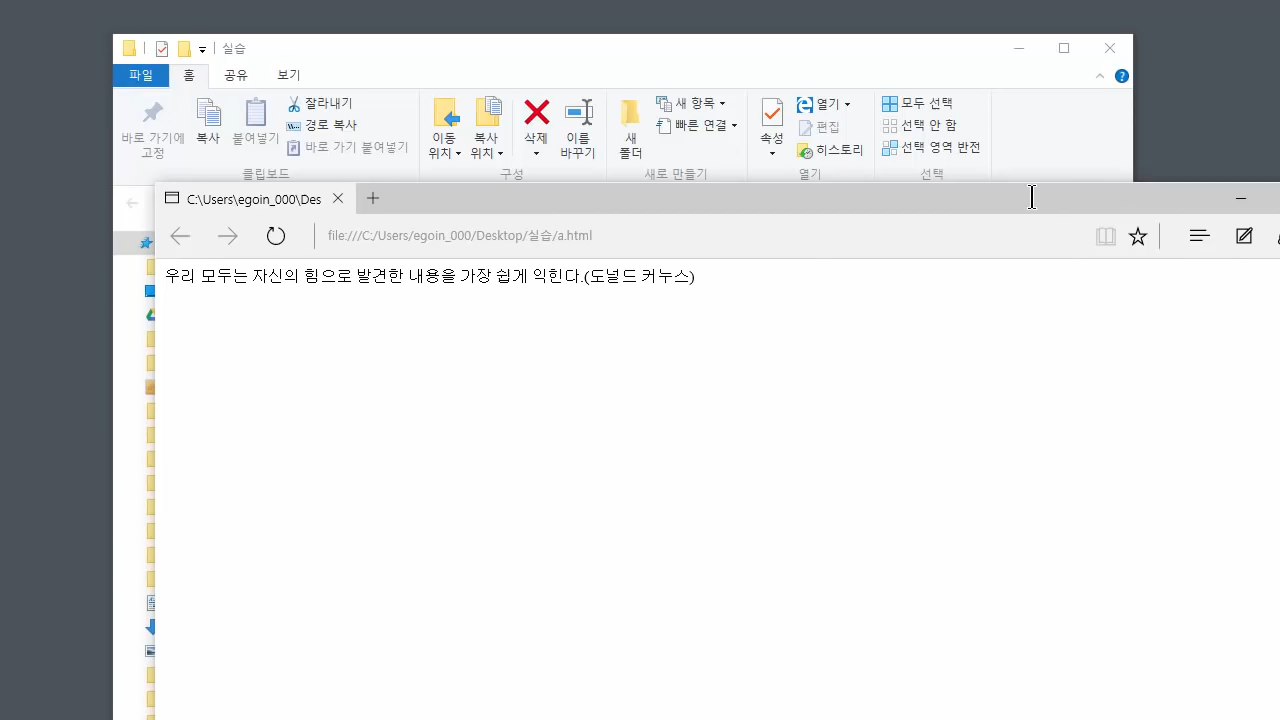 실습
파일 홈 공유 보기
바로 가기에 고정
복사
붙여넣기
잘라내기
경로 복사
바로 가기 붙여넣기
클립보드
이동 위치
복사 위치
삭제
이름 바꾸기
구성
새 폴더
새 항목
빠른 연결
새로 만들기
속성
열기
편집
히스토리
열기
모두 선택
선택 안 함
선택 영역 반전
선택
C:\Users\egoin_000\Des
file:///C:/Users/egoin_000/Desktop/실습/a.html
우리 모두는 자신의 힘으로 발견한 내용을 가장 쉽게 익힌다.(도널드 커누스)